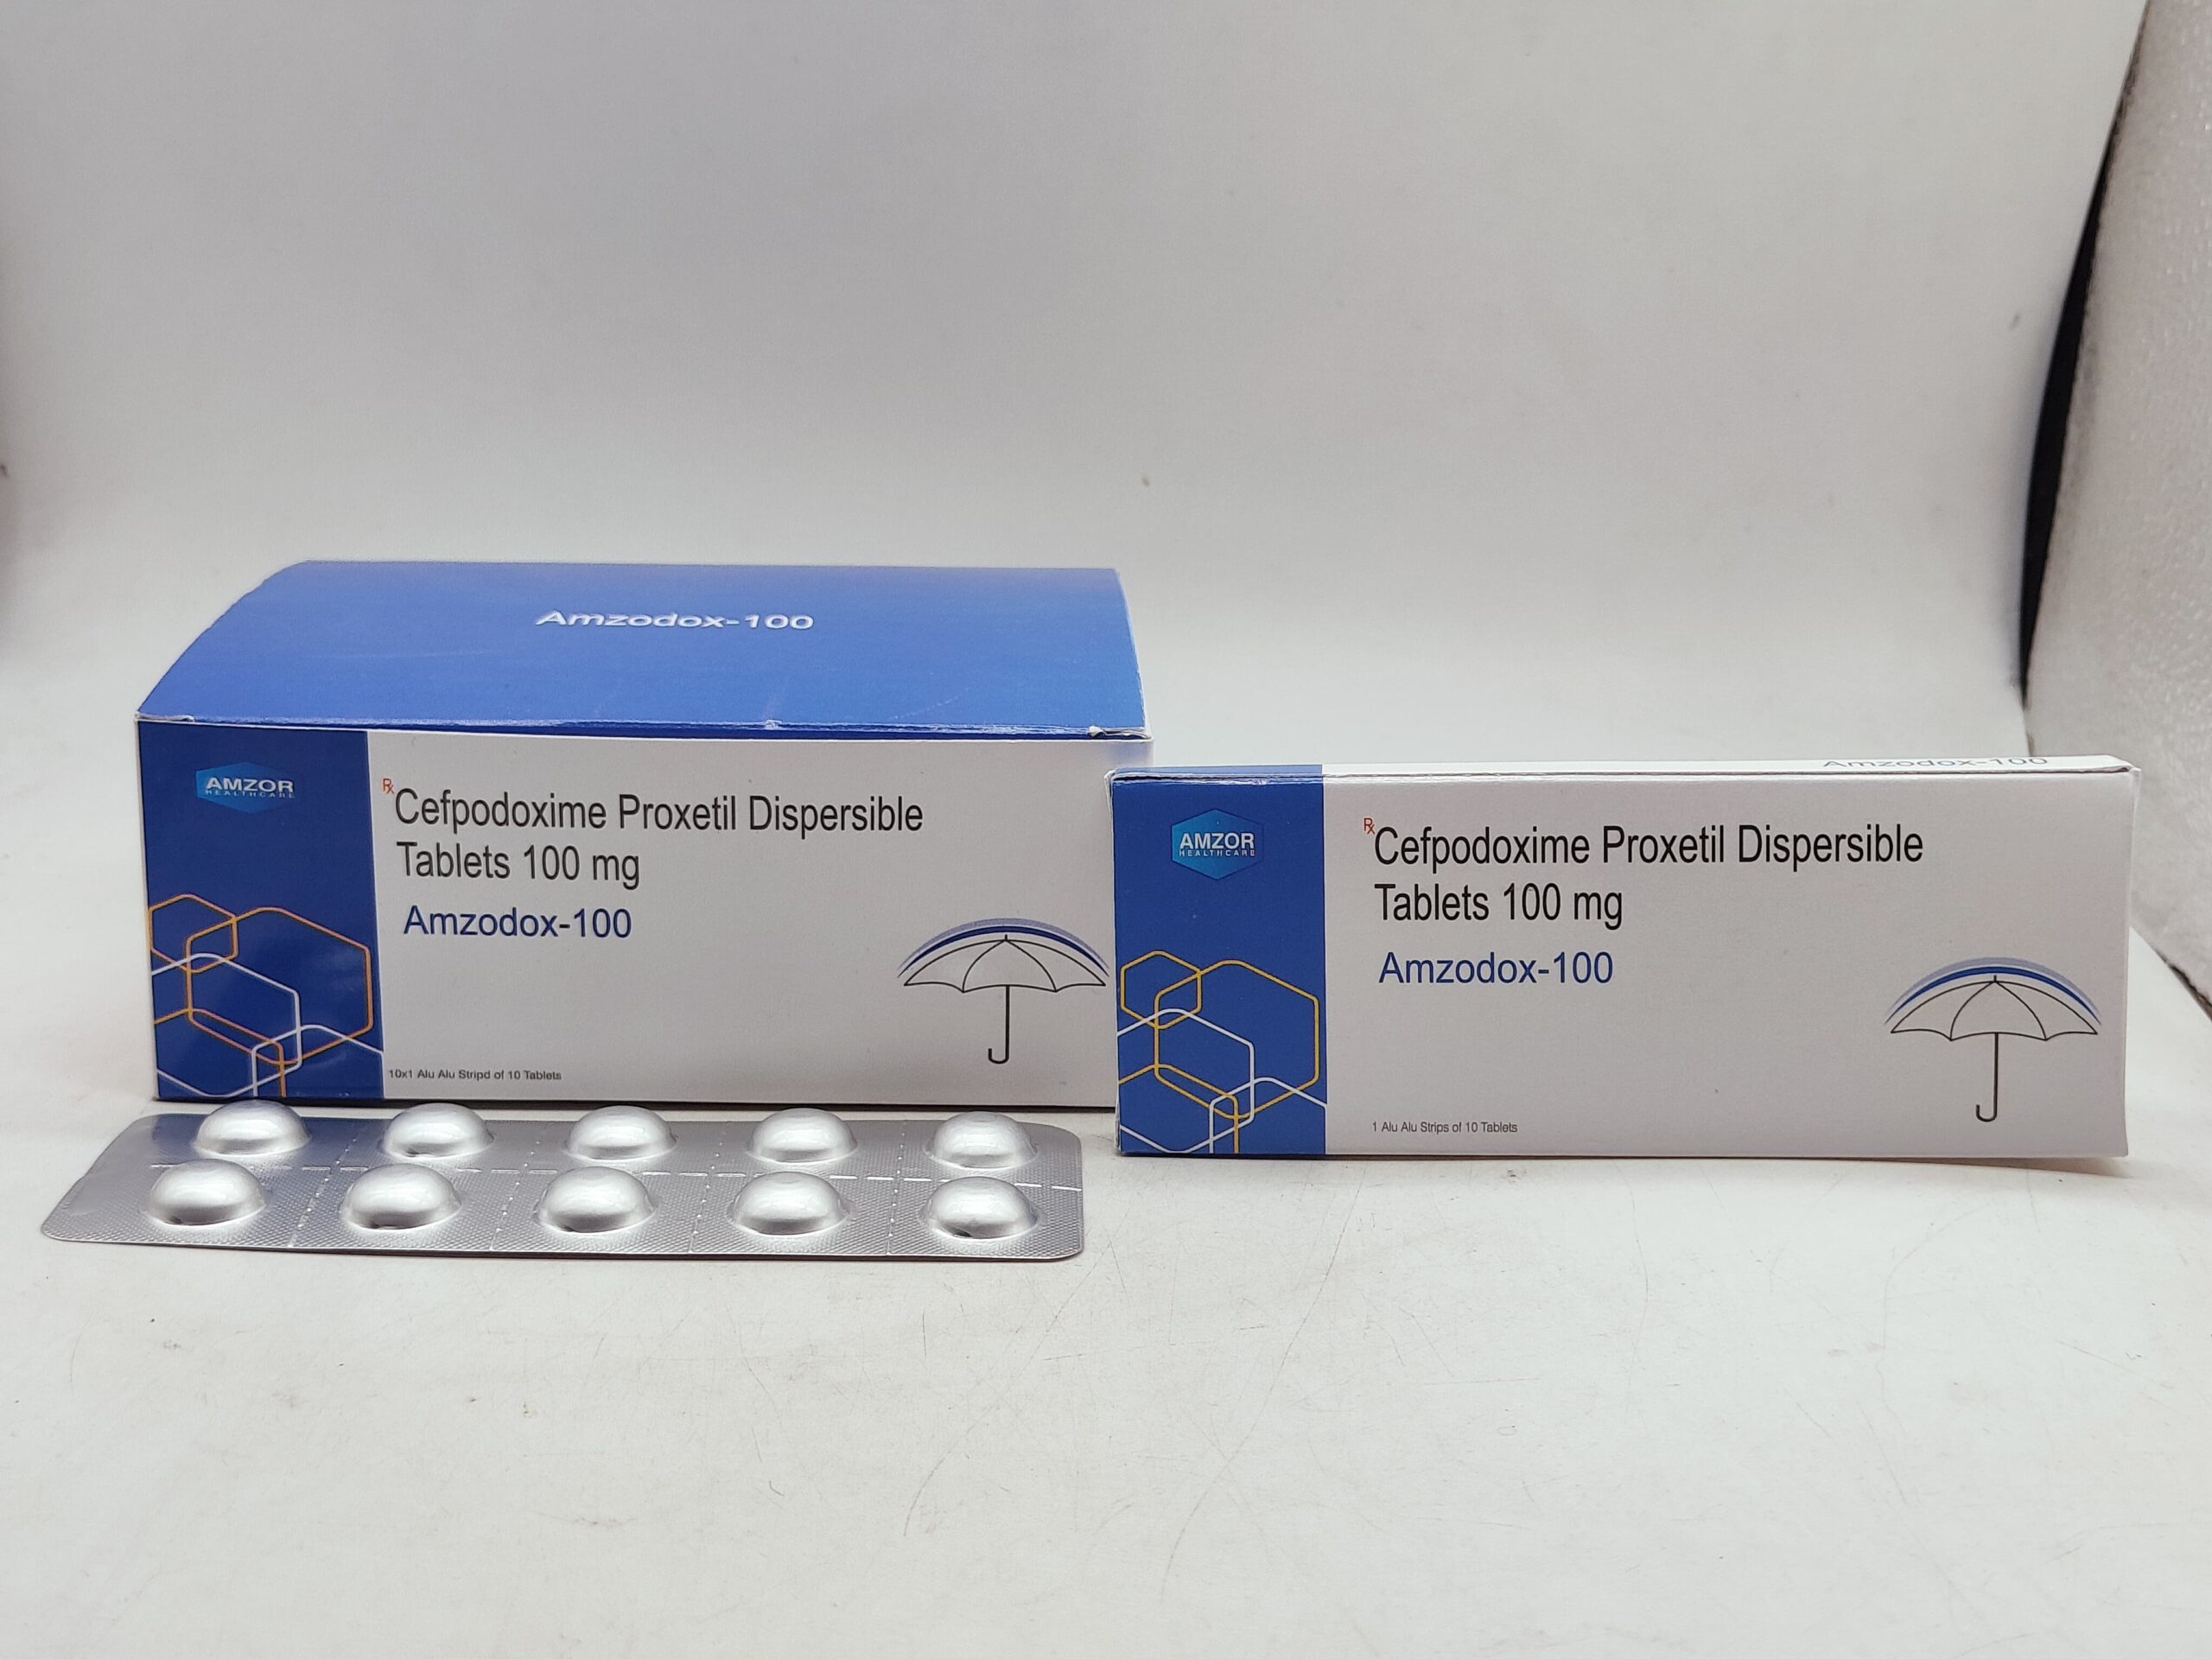 Amzodox-100
AMZOR
HEALTHCARE
Rx Cefpodoxime Proxetil Dispersible
Tablets 100 mg
Amzodox-100
10x1 Alu Alu Stripd of 10 Tablets
Amzodox-100
AMZOR
HEALTHCARE
Rx Cefpodoxime Proxetil Dispersible
Tablets 100 mg
Amzodox-100
1 Alu Alu Strips of 10 Tablets